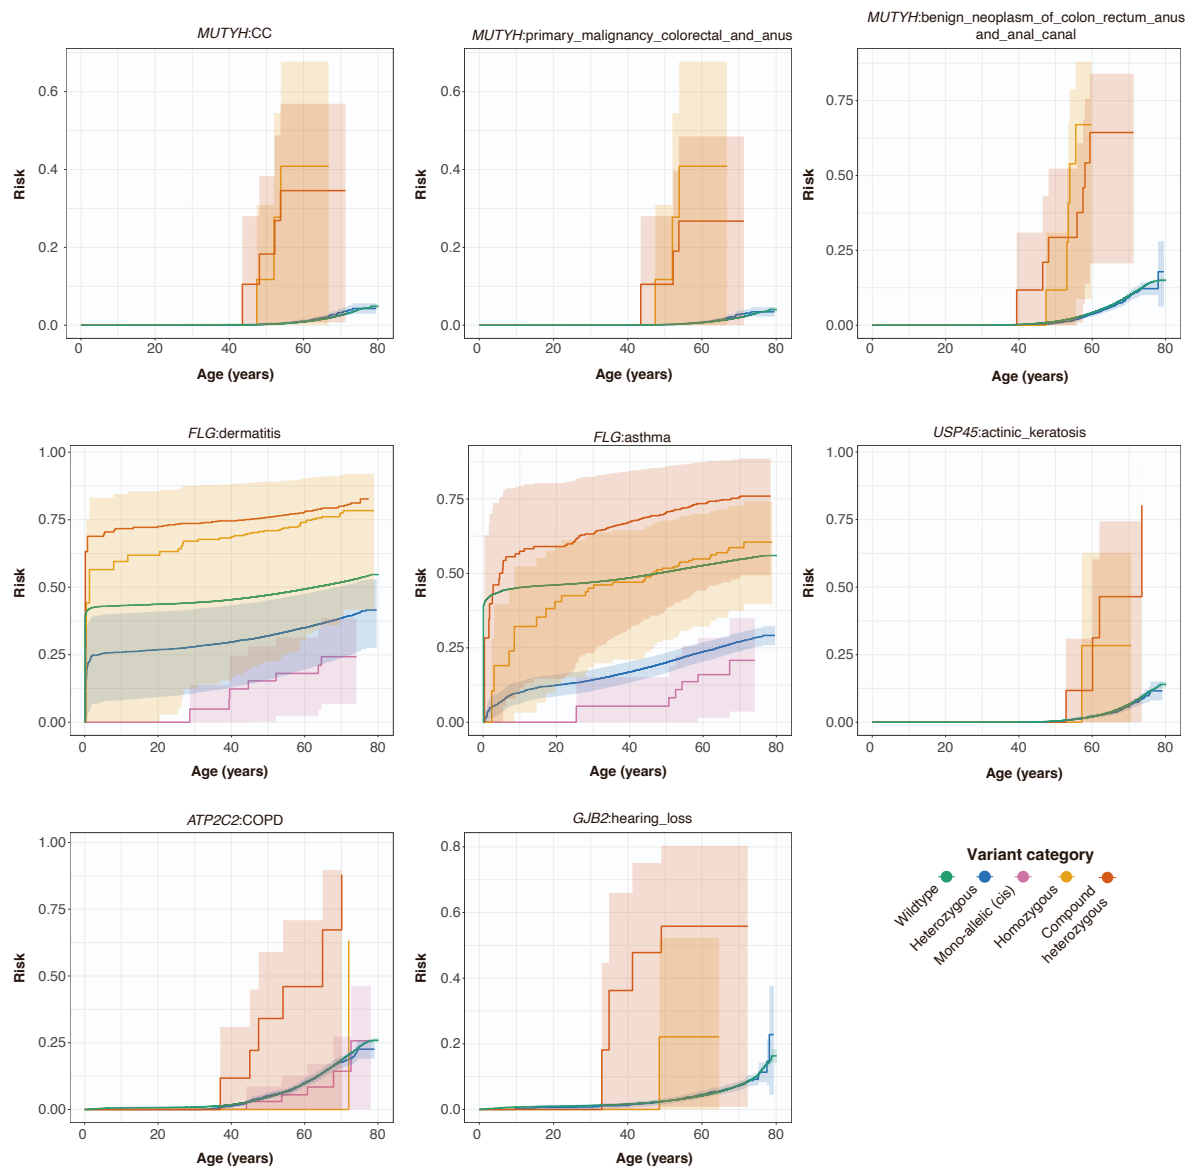 MUTYH:CC
Risk
0.6
0.4
0.2
0.0
0 20 40 60 80
Age (years)
MUTYH:primary_malignancy_colorectal_and_anus
Risk
0.6
0.4
0.2
0.0
0 20 40 60 80
Age (years)
MUTYH:benign_neoplasm_of_colon_rectum_anus
and_anal_canal
Risk
0.75
0.50
0.25
0.00
0 20 40 60 80
Age (years)
FLG:dermatitis
Risk
1.00
0.75
0.50
0.25
0.00
0 20 40 60 80
Age (years)
FLG:asthma
Risk
0.75
0.50
0.25
0.00
0 20 40 60 80
Age (years)
USP45:actinic_keratosis
Risk
1.00
0.75
0.50
0.25
0.00
0 20 40 60 80
Age (years)
ATP2C2:COPD
Risk
1.00
0.75
0.50
0.25
0.00
0 20 40 60 80
Age (years)
GJB2:hearing_loss
Risk
0.8
0.6
0.4
0.2
0.0
0 20 40 60 80
Age (years)
Variant category
Wildtype
Heterozygous
Mono-allelic (cis)
Homozygous
Compound
heterozygous